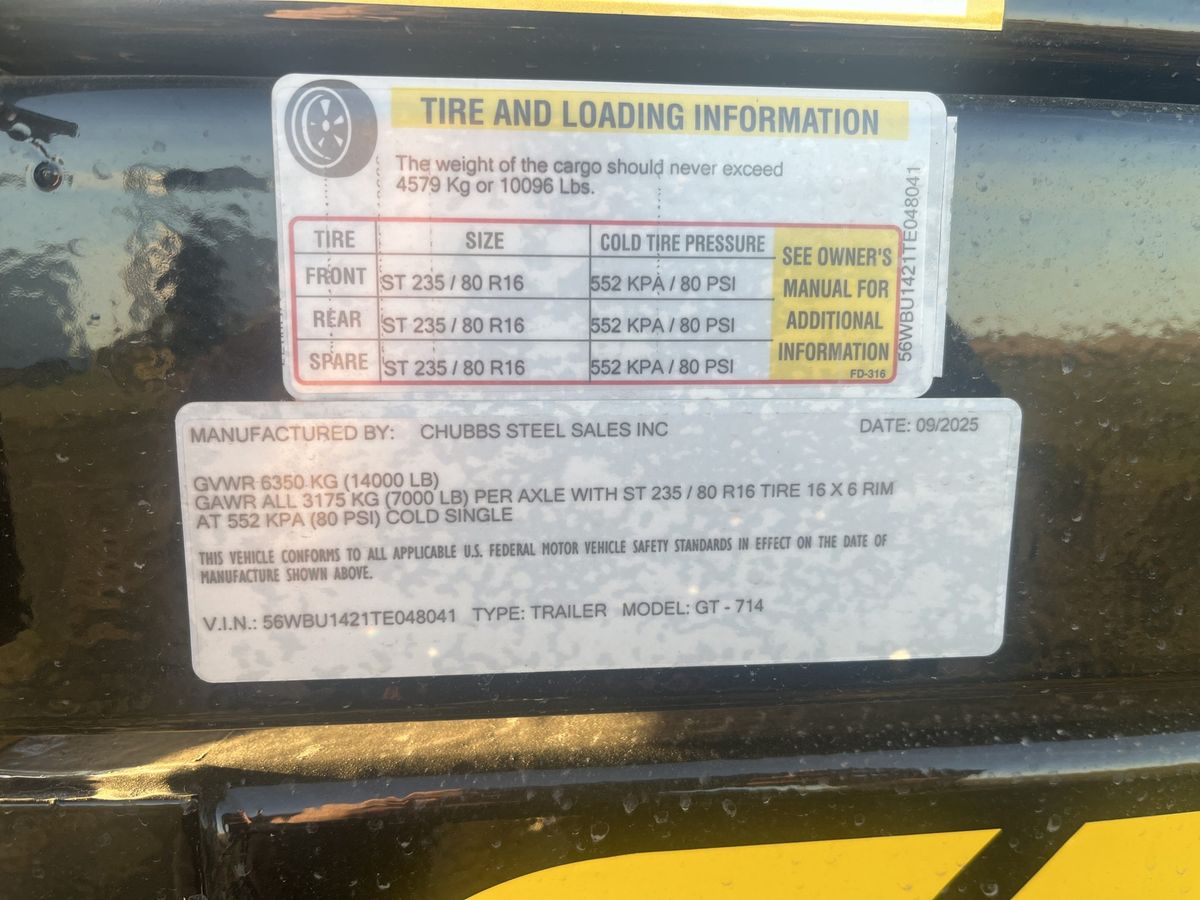 TIRE AND LOADING INFORMATION
The weight of the cargo should never exceed
4579 Kg or 10096 Lbs.
TIRE SIZE COLD TIRE PRESSURE
FRONT ST 235 / 80 R16 552 KPA / 80 PSI
REAR ST 235 / 80 R16 552 KPA / 80 PSI
SPARE ST 235 / 80 R16 552 KPA / 80 PSI
SEE OWNER'S
MANUAL FOR
ADDITIONAL
INFORMATION
FD-316
56WBU1421TE048041
MANUFACTURED BY: CHUBBS STEEL SALES INC DATE: 09/2025
GVWR 6350 KG (14000 LB)
GAWR ALL 3175 KG (7000 LB) PER AXLE WITH ST 235 / 80 R16 TIRE 16 X 6 RIM
AT 552 KPA (80 PSI) COLD SINGLE
THIS VEHICLE CONFORMS TO ALL APPLICABLE U.S. FEDERAL MOTOR VEHICLE SAFETY STANDARDS IN EFFECT ON THE DATE OF
MANUFACTURE SHOWN ABOVE.
V.I.N.: 56WBU1421TE048041 TYPE: TRAILER MODEL: GT - 714